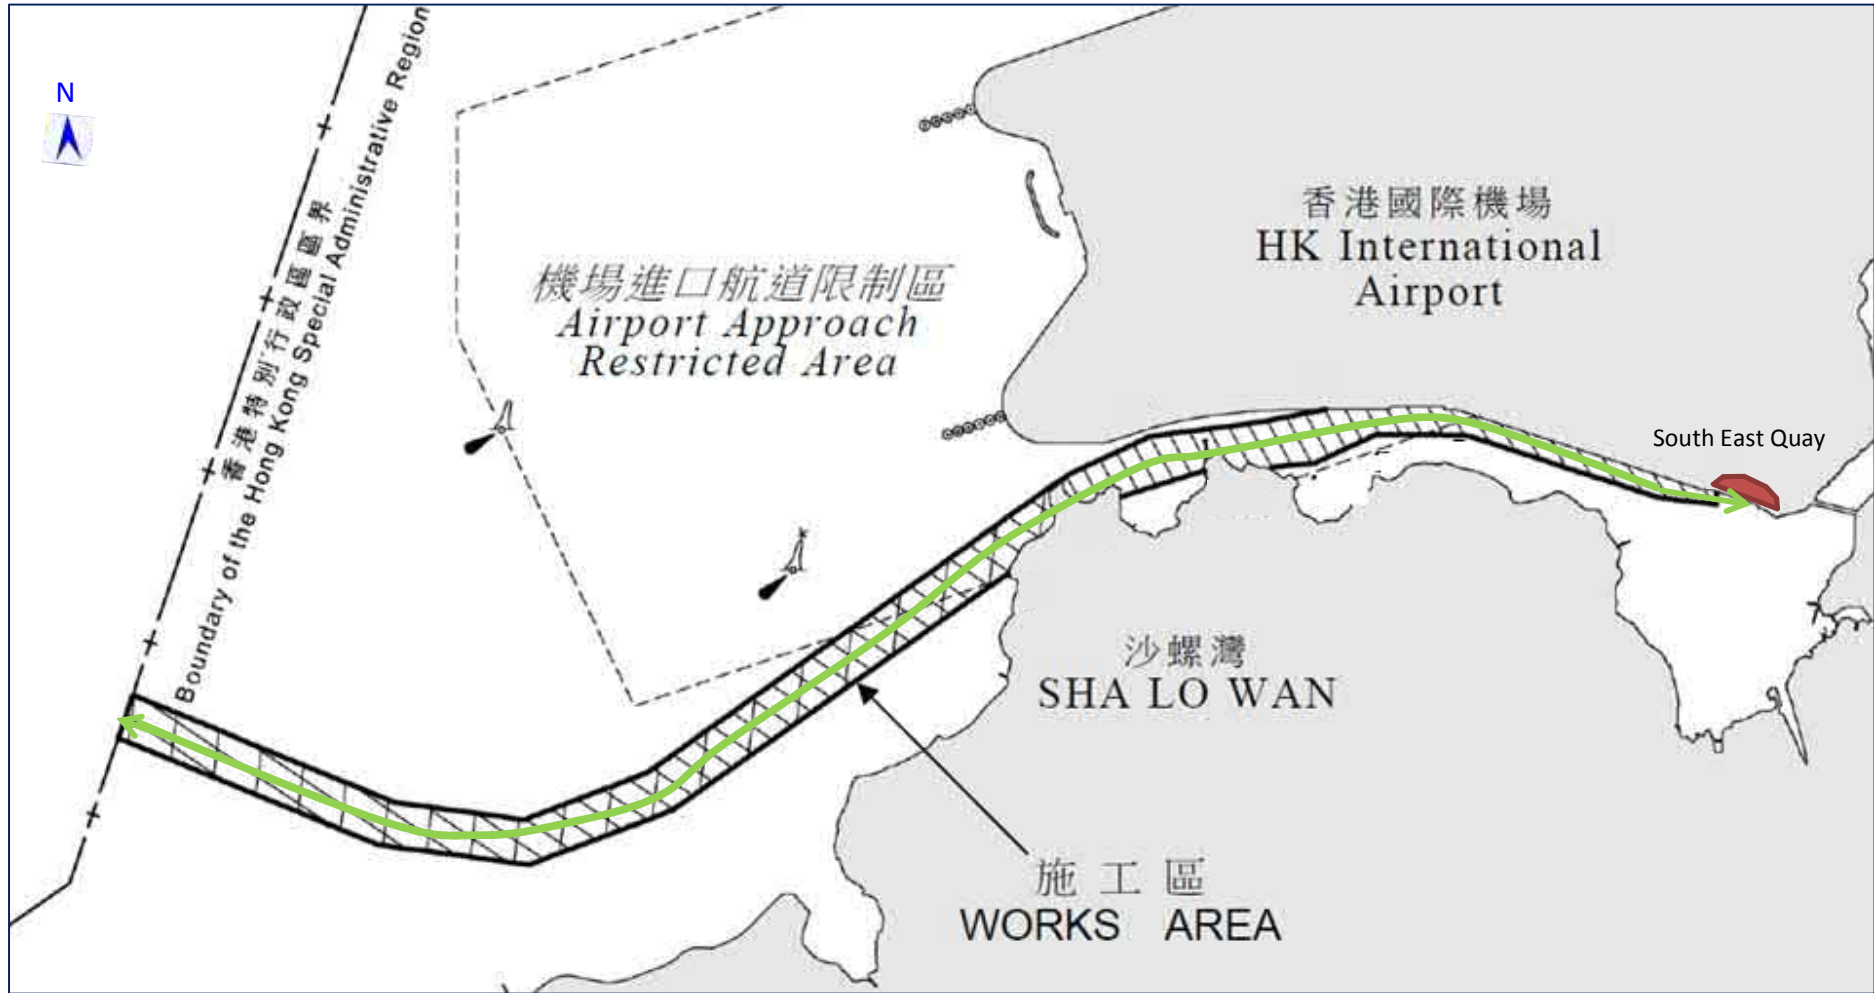 N
香港特別行政區區界
Boundary of the Hong Kong Special Administrative Region
機場進口航道限制區
Airport Approach
Restricted Area
香港國際機場
HK International
Airport
South East Quay
沙螺灣
SHA LO WAN
施工區
WORKS AREA